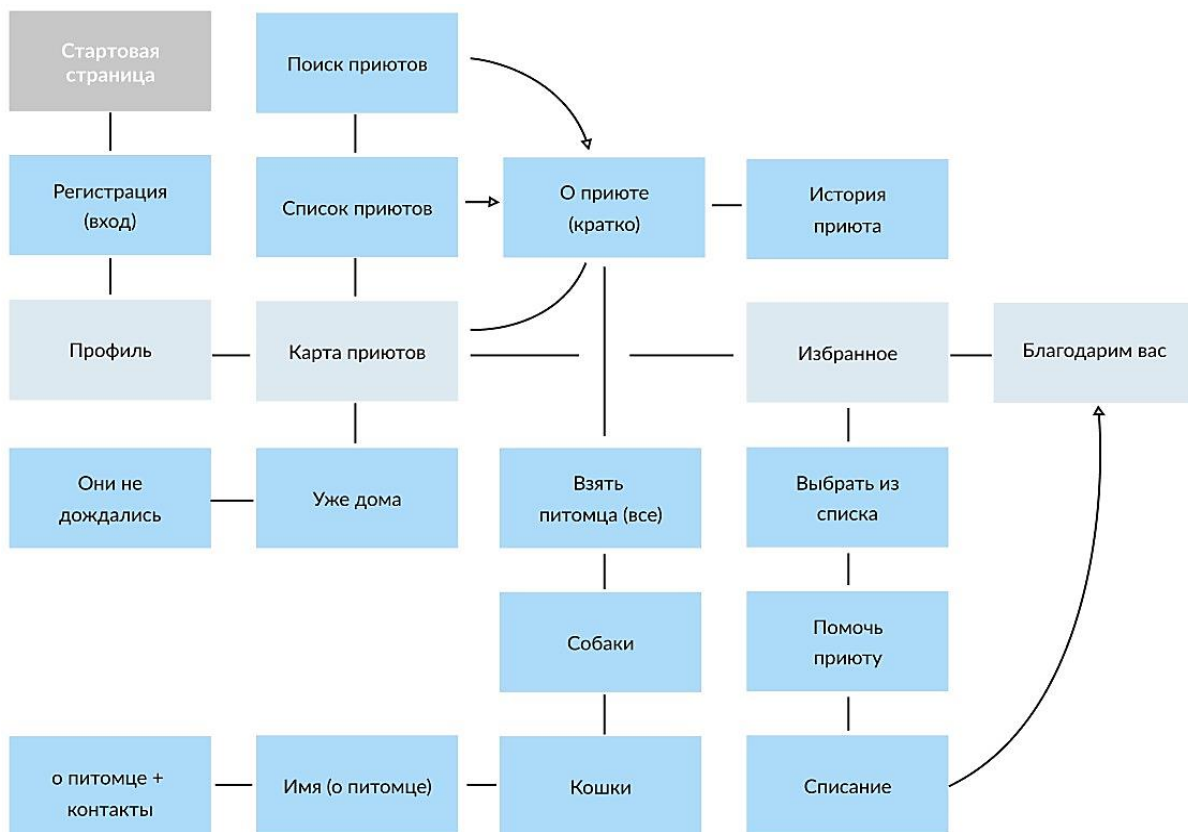 Стартовая
страница
Поиск приютов
Регистрация
(вход)
Список приютов
О приюте
(кратко)
История
приюта
Профиль
Карта приютов
Избранное
Благодарим вас
Они не
дождались
Уже дома
Взять
питомца (все)
Выбрать из
списка
Собаки
Помочь
приюту
о питомце +
контакты
Имя (о питомце)
Кошки
Списание